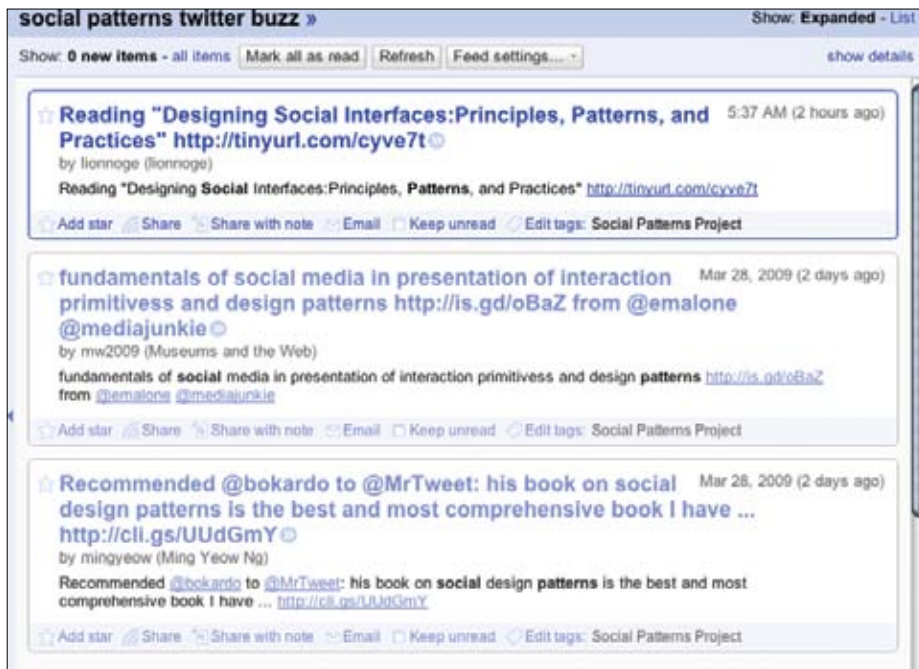 social patterns twitter buzz » Show: Expanded - List
Show: 0 new items - all items Mark all as read Refresh Feed settings... show details
Reading "Designing Social Interfaces:Principles, Patterns, and 5:37 AM (2 hours ago)
Practices" http://tinyurl.com/cyve7t
by lionnoge (lionnoge)
Reading "Designing Social Interfaces:Principles, Patterns, and Practices" http://tinyurl.com/cyve7t
Add star Share Share with note Email Keep unread Edit tags: Social Patterns Project
fundamentals of social media in presentation of interaction Mar 28, 2009 (2 days ago)
primitivess and design patterns http://is.gd/oBaZ from @emalone
@mediajunkie
by mw2009 (Museums and the Web)
fundamentals of social media in presentation of interaction primitivess and design patterns http://is.gd/oBaZ
from @emalone @mediajunkie
Add star Share Share with note Email Keep unread Edit tags: Social Patterns Project
Recommended @bokardo to @MrTweet: his book on social Mar 28, 2009 (2 days ago)
design patterns is the best and most comprehensive book I have ...
http://cli.gs/UUdGmY
by mingyeow (Ming Yeow Ng)
Recommended @bokardo to @MrTweet: his book on social design patterns is the best and most
comprehensive book I have ... http://cli.gs/UUdGmY
Add star Share Share with note Email Keep unread Edit tags: Social Patterns Project